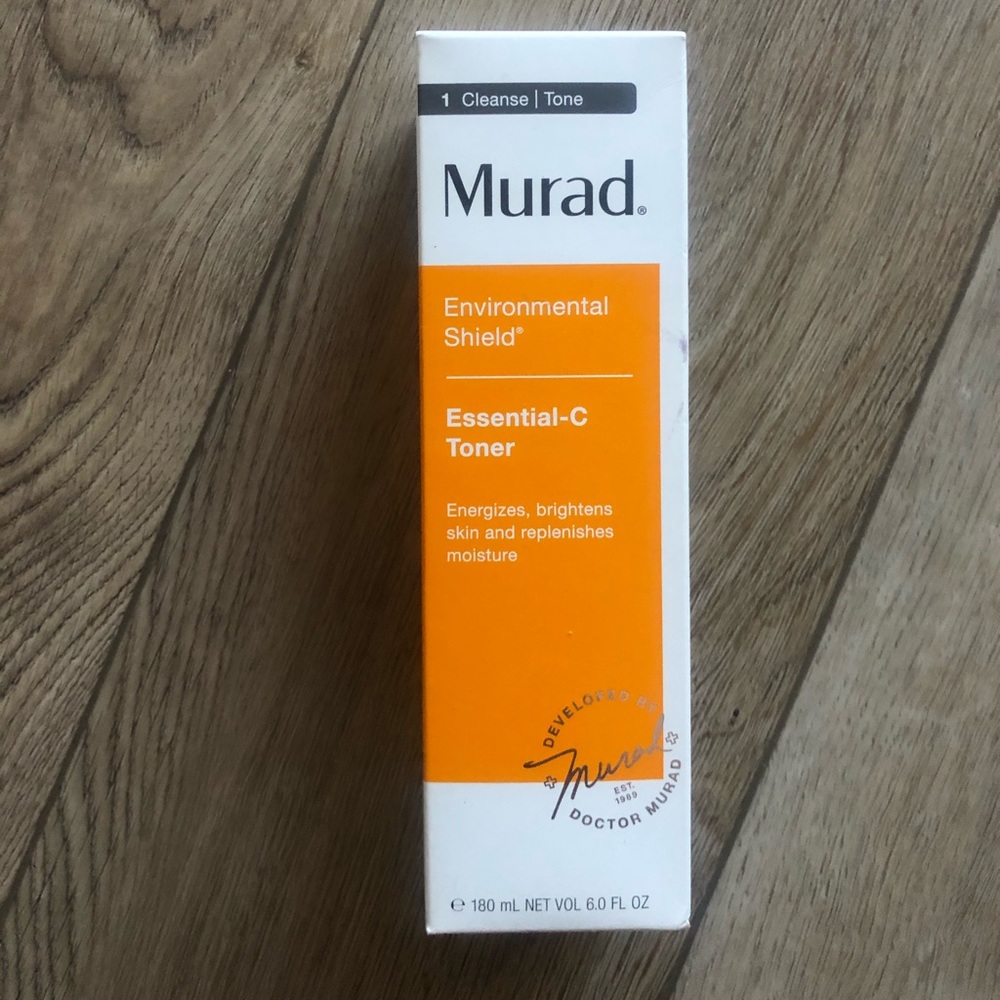 1 Cleanse | Tone
Murad®
Environmental
Shield®
Essential-C
Toner
Energizes, brightens
skin and replenishes
moisture
DEVELOPED BY
Murad
EST.
1989
DOCTOR MURAD
℮ 180 mL NET VOL 6.0 FL OZ